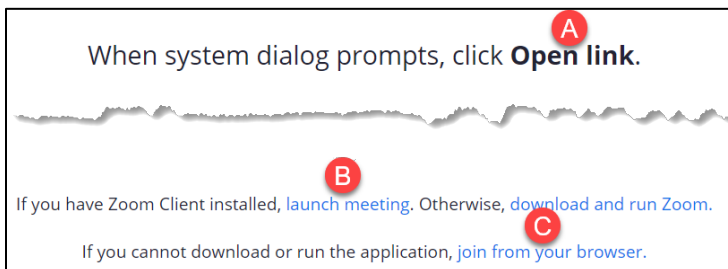 A
When system dialog prompts, click Open link.
B
If you have Zoom Client installed, launch meeting. Otherwise, download and run Zoom.
C
If you cannot download or run the application, join from your browser.